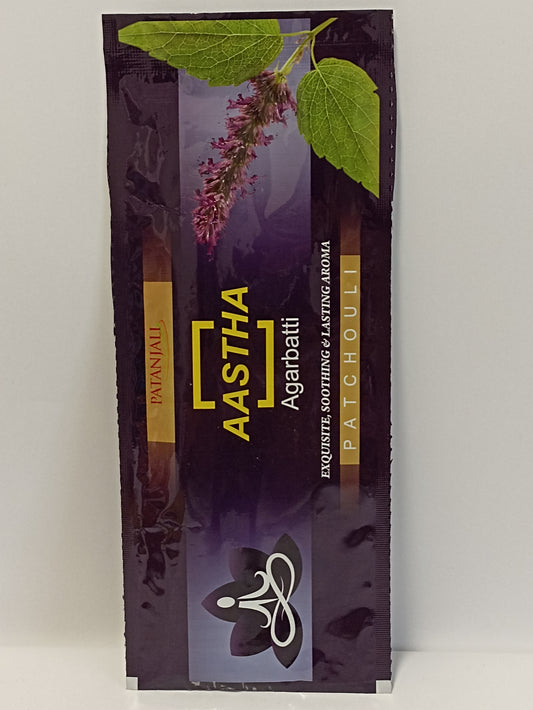 PATANJALI
AASTHA
Agarbatti
EXQUISITE, SOOTHING & LASTING AROMA
PATCHOULI